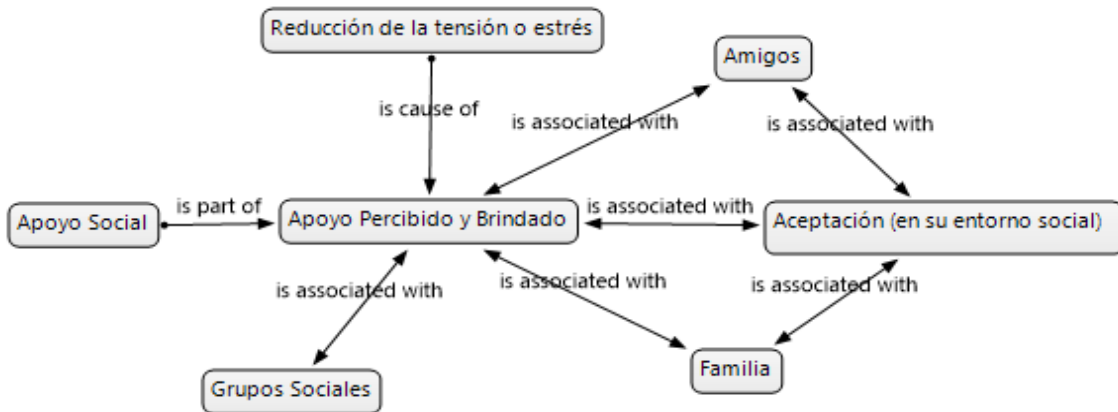 Reducción de la tensión o estrés
Amigos
is cause of
is associated with
is associated with
Apoyo Social
is part of
Apoyo Percibido y Brindado
is associated with
Aceptación (en su entorno social)
is associated with
is associated with
is associated with
Familia
Grupos Sociales